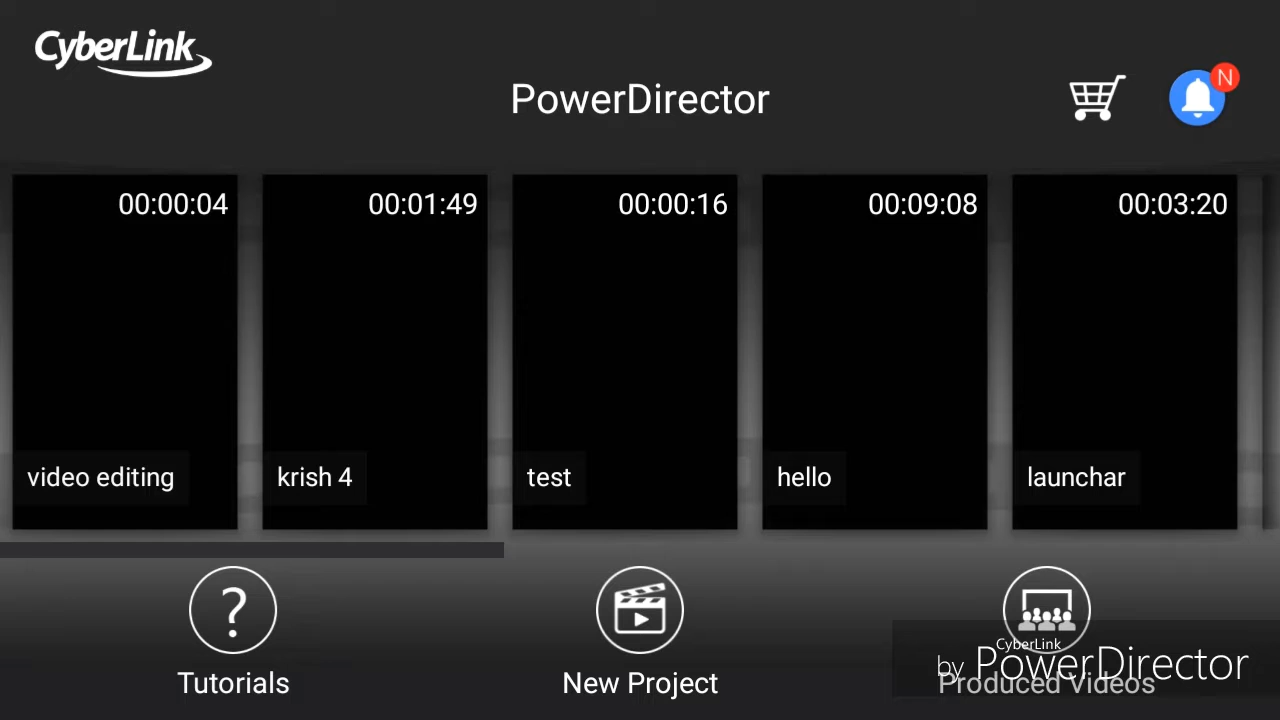 CyberLink
PowerDirector
N
00:00:04
00:01:49
00:00:16
00:09:08
00:03:20
video editing
krish 4
test
hello
launchar
?
Tutorials
New Project
Produced Videos
CyberLink
by PowerDirector